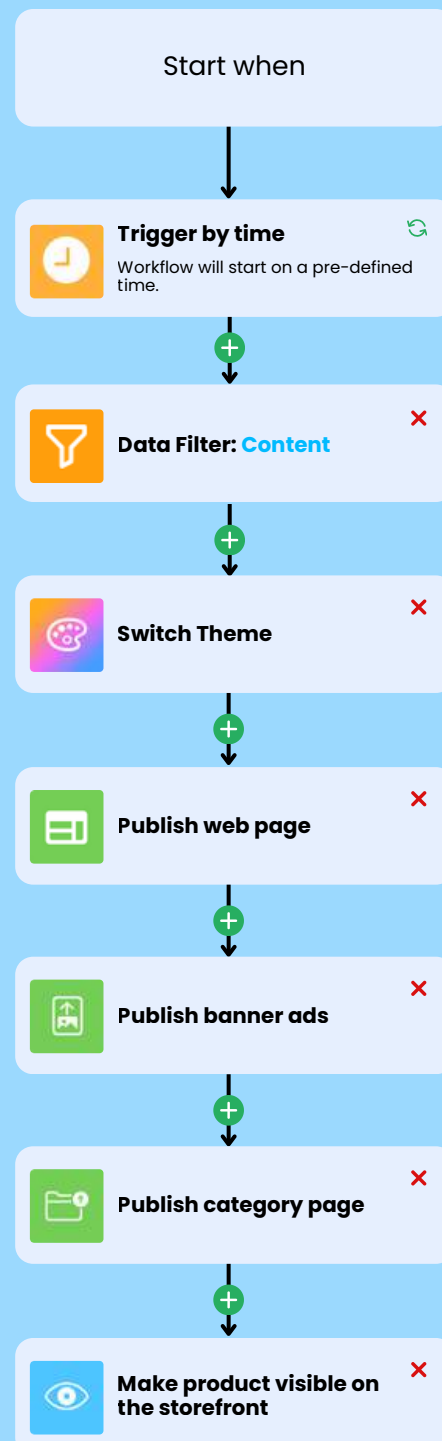 Start when
Trigger by time
Workflow will start on a pre-defined
time.
Data Filter: Content
Switch Theme
Publish web page
Publish banner ads
Publish category page
Make product visible on
the storefront